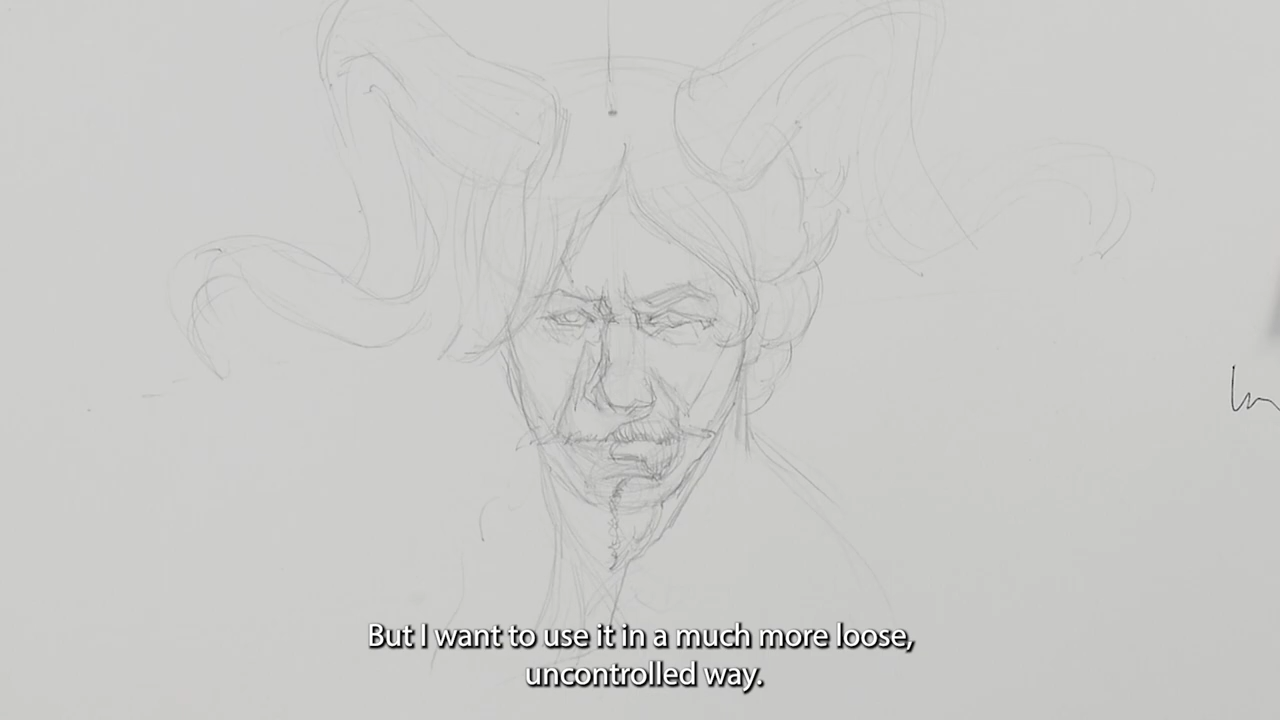 But I want to use it in a much more loose,
uncontrolled way.